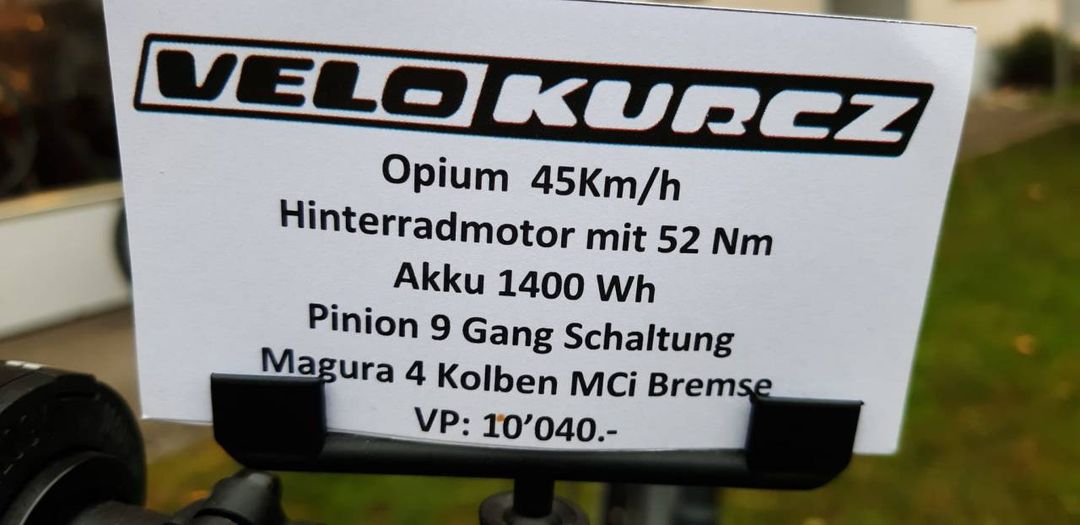 VELO KURCZ
Opium 45Km/h
Hinterradmotor mit 52 Nm
Akku 1400 Wh
Pinion 9 Gang Schaltung
Magura 4 Kolben MCi Bremse
VP: 10’040.-